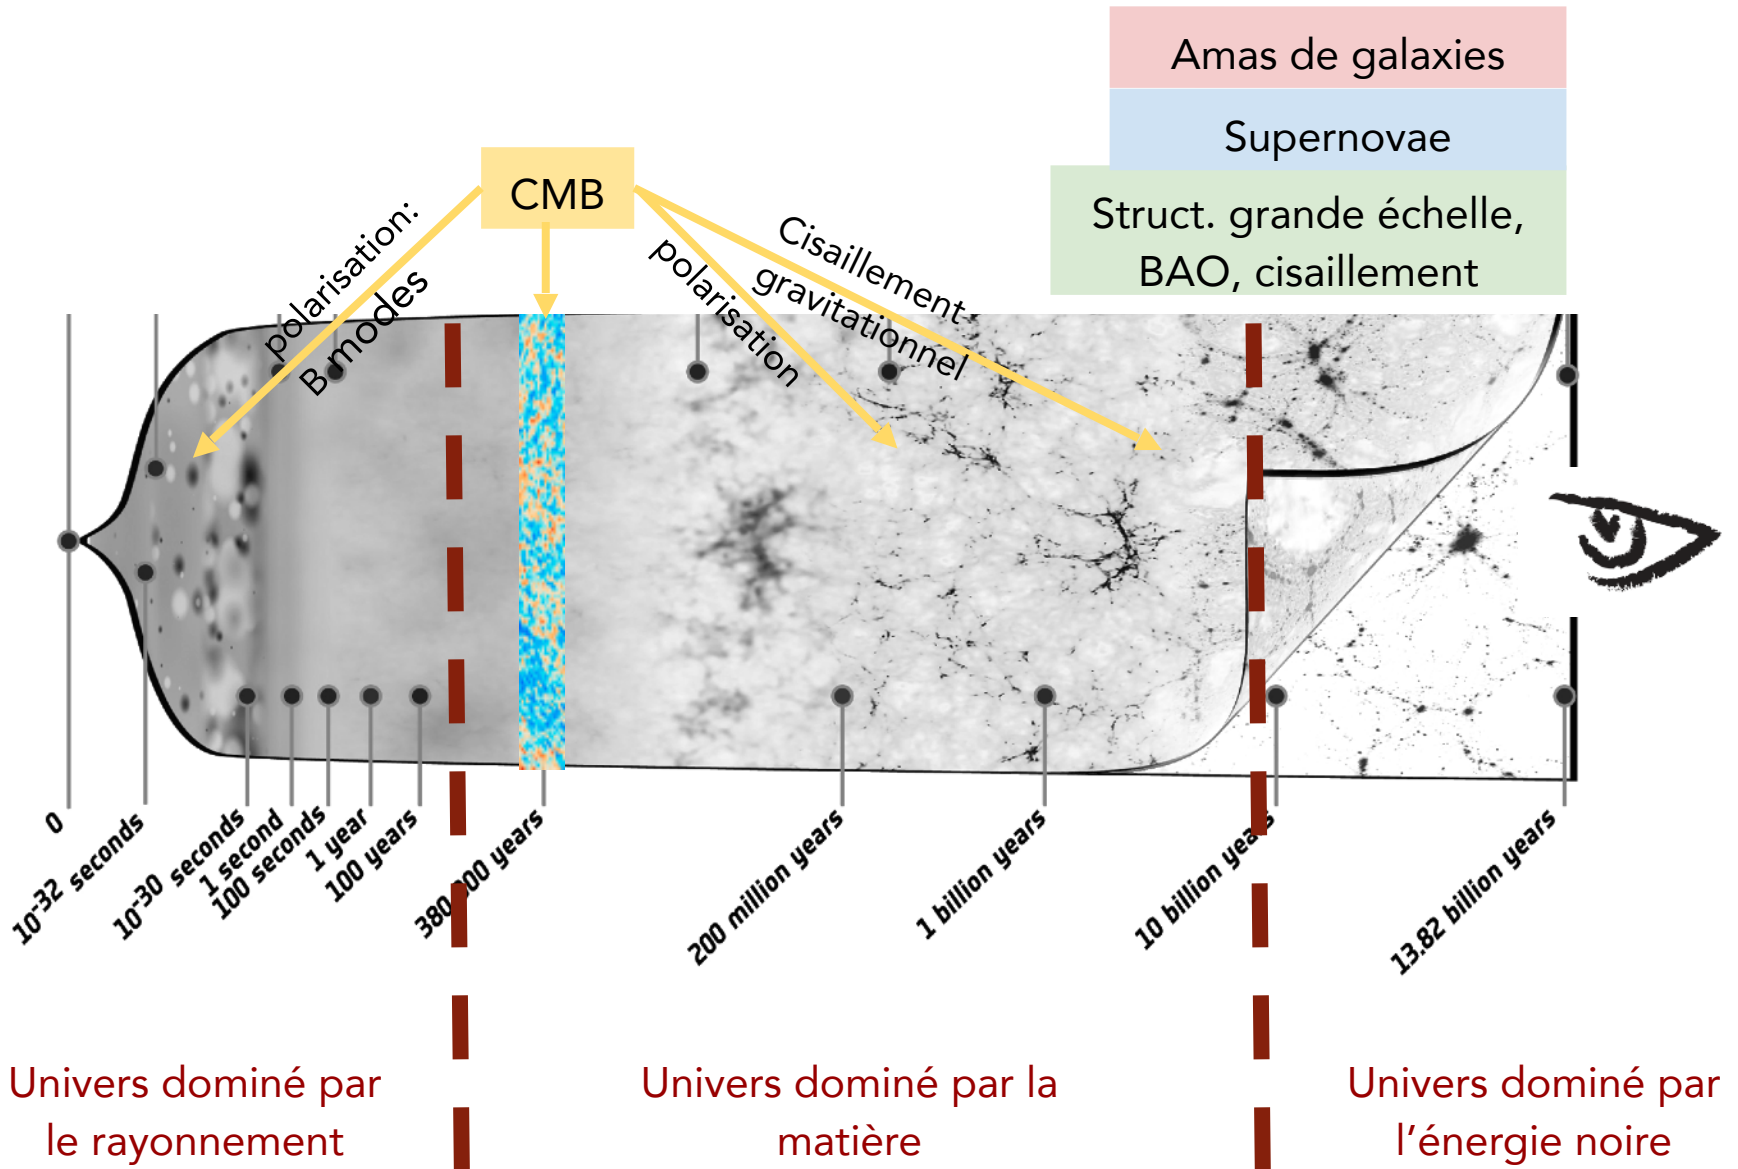 Amas de galaxies
Supernovae
Struct. grande échelle,
BAO, cisaillement
CMB
polarisation:
B modes
polarisation
Cisaillement
gravitationnel
0
10-32 seconds
10-30 seconds
1 second
100 seconds
1 year
100 years
380,000 years
200 million years
1 billion years
10 billion years
13.82 billion years
Univers dominé par
le rayonnement
Univers dominé par la
matière
Univers dominé par
l’énergie noire